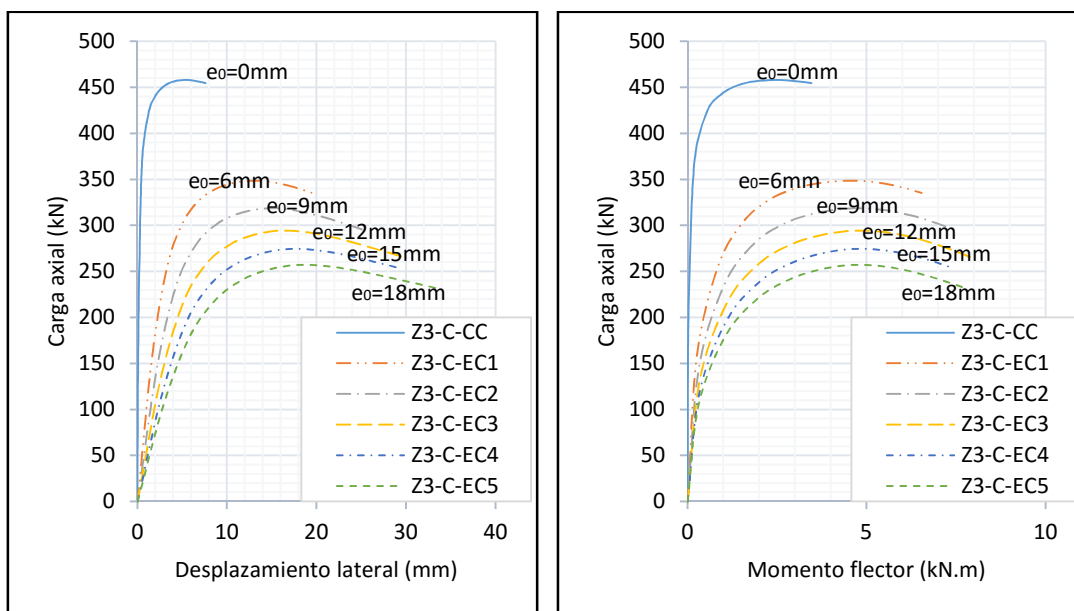 500
450
400
350
300
250
200
150
100
50
0
Carga axial (kN)
e₀=0mm
e₀=6mm
e₀=9mm
e₀=12mm
e₀=15mm
e₀=18mm
Z3-C-CC
Z3-C-EC1
Z3-C-EC2
Z3-C-EC3
Z3-C-EC4
Z3-C-EC5
0 10 20 30 40
Desplazamiento lateral (mm)
500
450
400
350
300
250
200
150
100
50
0
Carga axial (kN)
e₀=0mm
e₀=6mm
e₀=9mm
e₀=12mm
e₀=15mm
e₀=18mm
Z3-C-CC
Z3-C-EC1
Z3-C-EC2
Z3-C-EC3
Z3-C-EC4
Z3-C-EC5
0 5 10
Momento flector (kN.m)